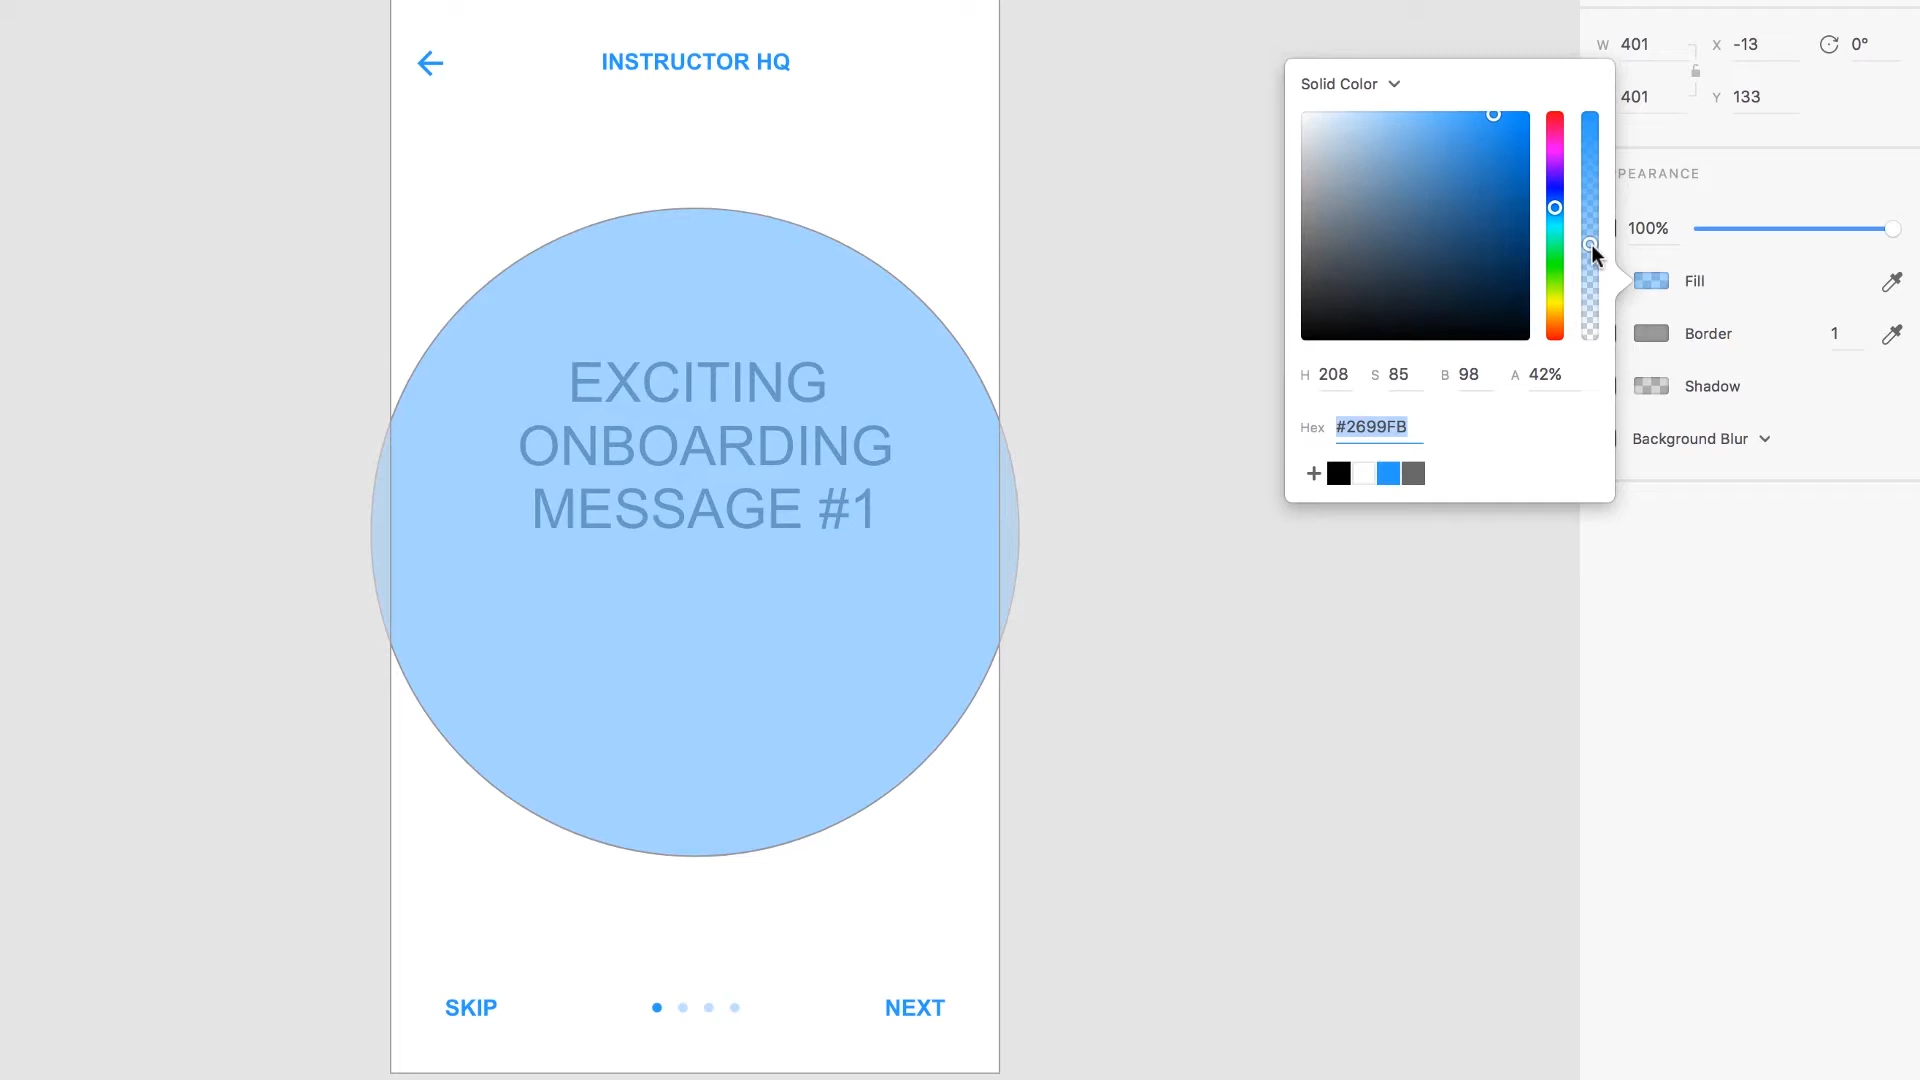 INSTRUCTOR HQ
EXCITING
ONBOARDING
MESSAGE #1
SKIP
NEXT
Solid Color
H 208 S 85 B 98 A 42%
Hex #2699FB
W 401 X -13 0°
401 Y 133
PEARANCE
100%
Fill
Border 1
Shadow
Background Blur